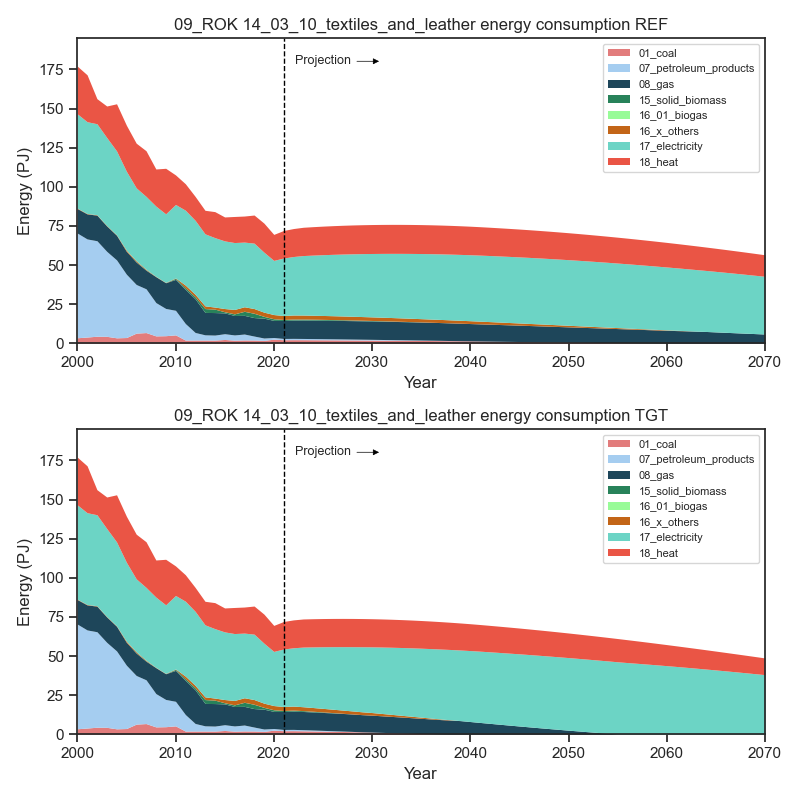 09_ROK 14_03_10_textiles_and_leather energy consumption REF
Energy (PJ)
175
150
125
100
75
50
25
0
Projection
01_coal
07_petroleum_products
08_gas
15_solid_biomass
16_01_biogas
16_x_others
17_electricity
18_heat
2000 2010 2020 2030 2040 2050 2060 2070
Year
09_ROK 14_03_10_textiles_and_leather energy consumption TGT
Energy (PJ)
175
150
125
100
75
50
25
0
Projection
01_coal
07_petroleum_products
08_gas
15_solid_biomass
16_01_biogas
16_x_others
17_electricity
18_heat
2000 2010 2020 2030 2040 2050 2060 2070
Year